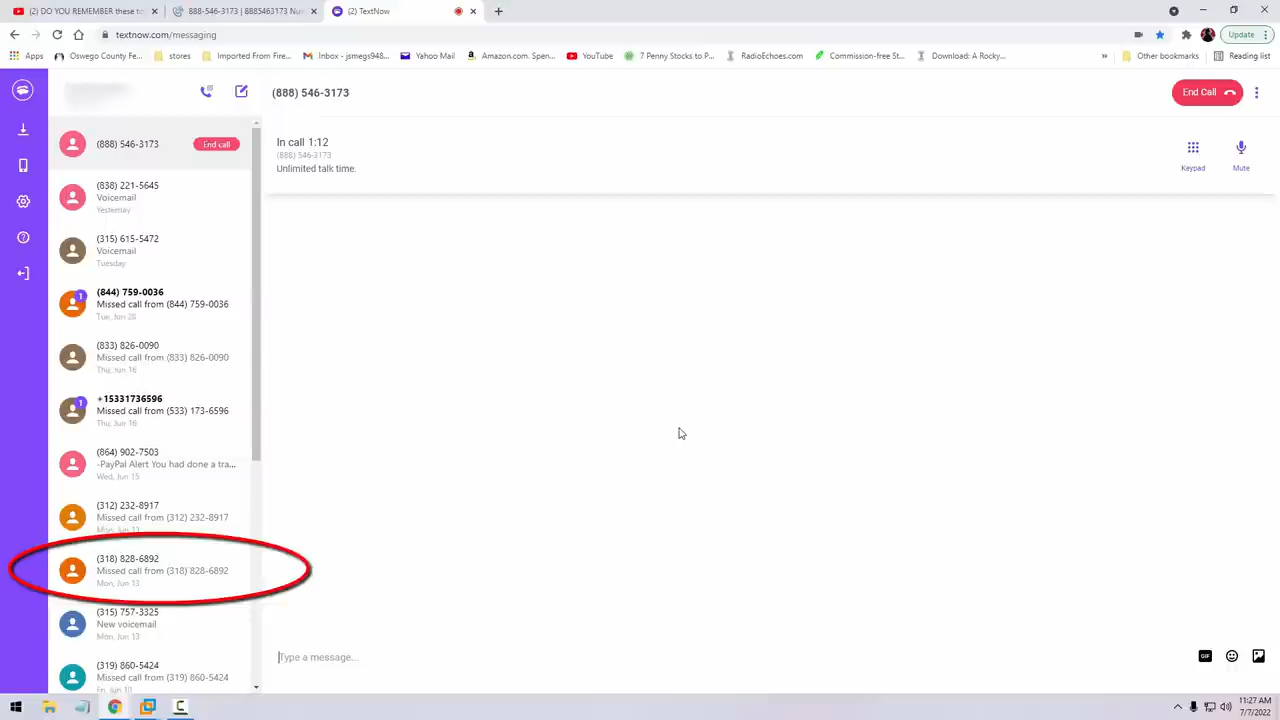 (2) DO YOU REMEMBER these to
888-546-3173 | 8885463173 Nu
(2) TextNow
textnow.com/messaging
Update
Apps
Oswego County Fe...
stores
Imported From Fire...
Inbox - jsmegs948...
Yahoo Mail
Amazon.com. Spen...
YouTube
7 Penny Stocks to P...
RadioEchoes.com
Commission-free St...
Download: A Rocky...
»
Other bookmarks
Reading list
(888) 546-3173
End Call
(888) 546-3173
End call
In call 1:12
(888) 546-3173
Unlimited talk time.
Keypad
Mute
(838) 221-5645
Voicemail
Yesterday
(315) 615-5472
Voicemail
Tuesday
1
(844) 759-0036
Missed call from (844) 759-0036
Tue, Jun 28
(833) 826-0090
Missed call from (833) 826-0090
Thu, Jun 16
1
+15331736596
Missed call from (533) 173-6596
Thu, Jun 16
(864) 902-7503
-PayPal Alert You had done a tra...
Wed, Jun 15
(312) 232-8917
Missed call from (312) 232-8917
Mon, Jun 13
(318) 828-6892
Missed call from (318) 828-6892
Mon, Jun 13
(315) 757-3325
New voicemail
Mon, Jun 13
(319) 860-5424
Missed call from (319) 860-5424
Fri, Jun 10
Type a message...
GIF
11:27 AM
7/7/2022